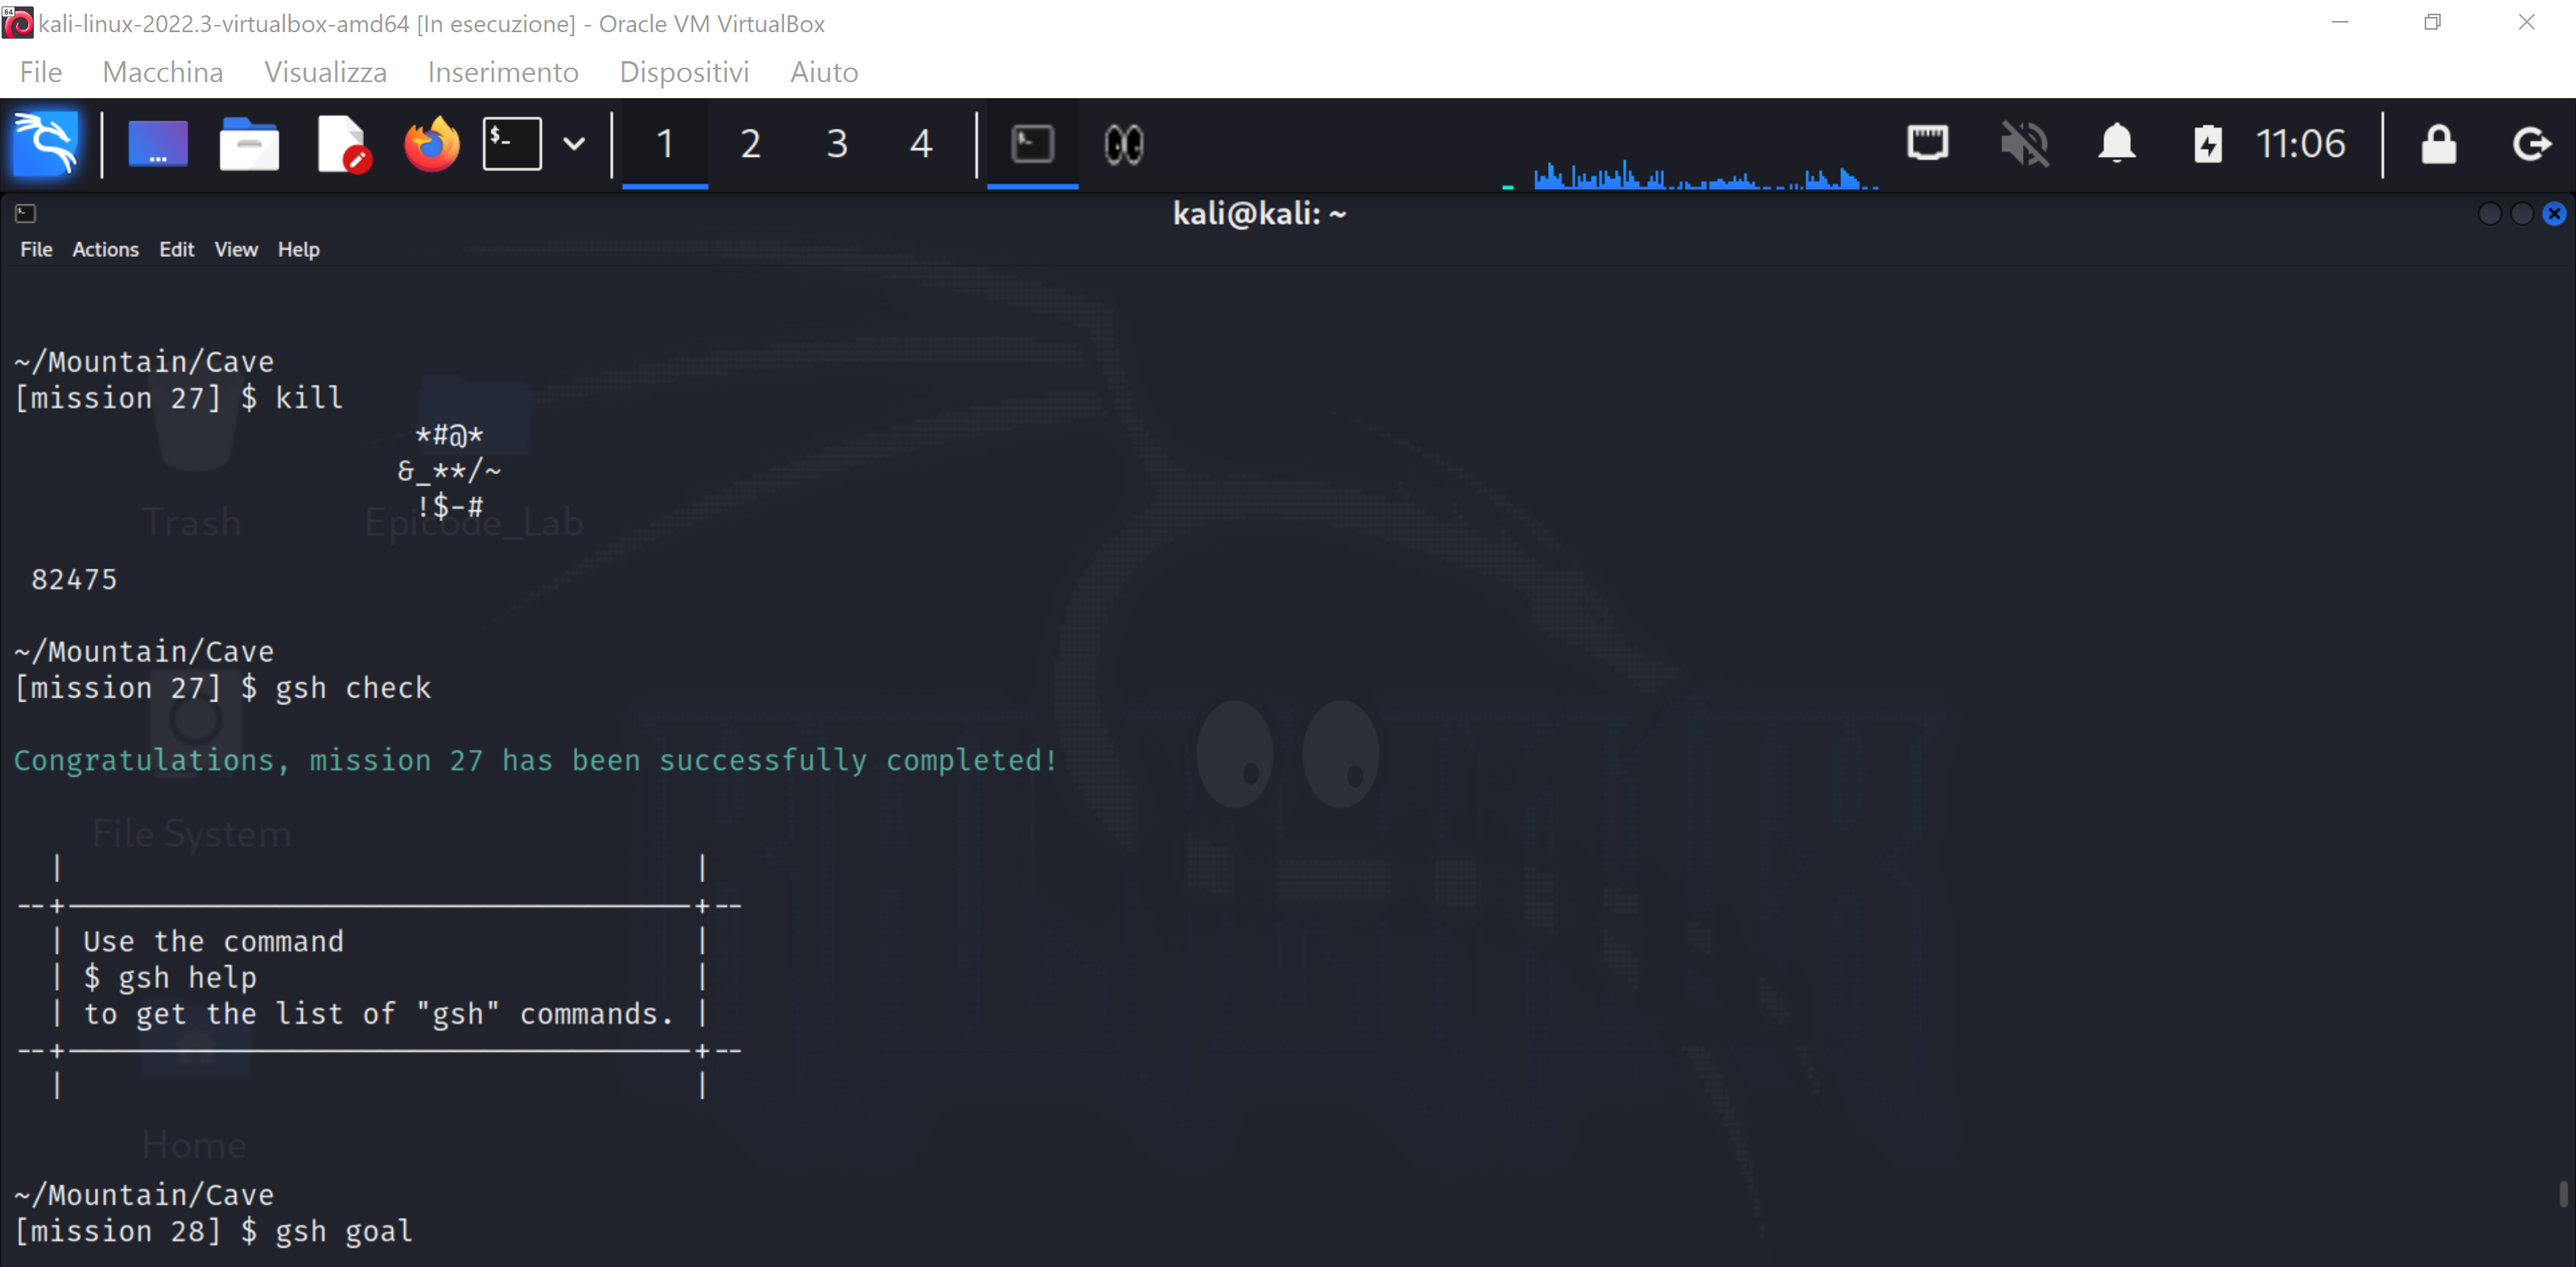 kali-linux-2022.3-virtualbox-amd64 [In esecuzione] - Oracle VM VirtualBox
File Macchina Visualizza Inserimento Dispositivi Aiuto
$- 1 2 3 4 11:06
kali@kali: ~
File Actions Edit View Help
~/Mountain/Cave
[mission 27] $ kill
*#@*
&_**/~
!$-#
Trash Epicode_Lab
82475
~/Mountain/Cave
[mission 27] $ gsh check
Congratulations, mission 27 has been successfully completed!
File System
Use the command
$ gsh help
to get the list of "gsh" commands.
Home
~/Mountain/Cave
[mission 28] $ gsh goal